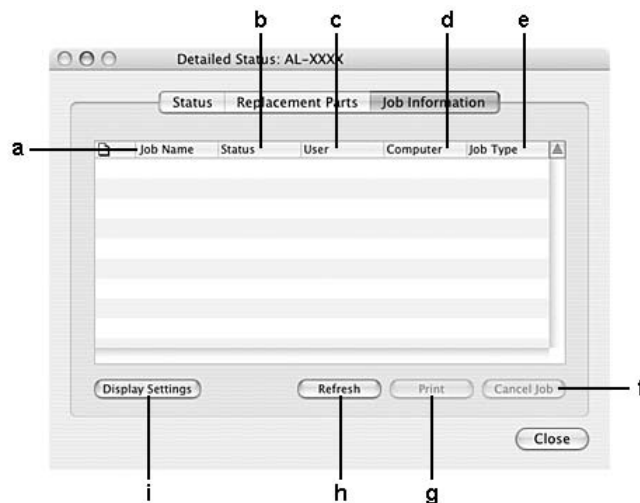 b c d e
Detailed Status: AL-XXXX
Status Replacement Parts Job Information
a Job Name Status User Computer Job Type
Display Settings Refresh Print Cancel Job f
Close
i h g